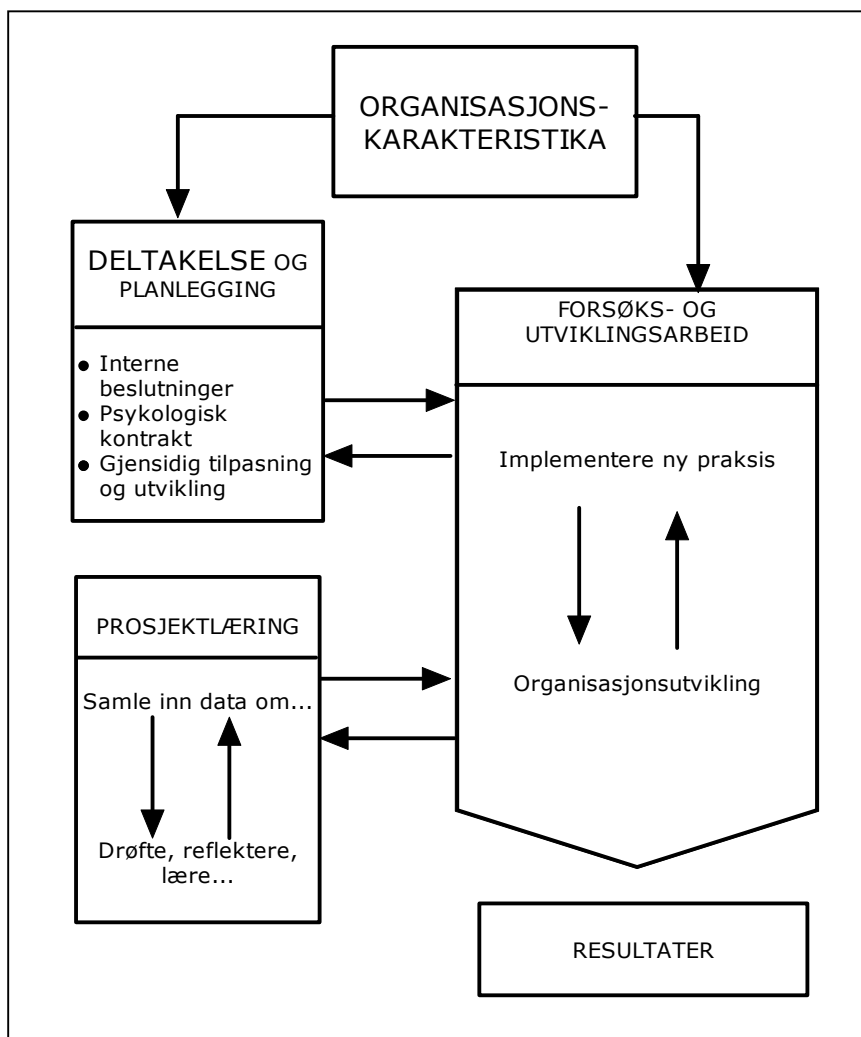 ORGANISASJONS-
KARAKTERISTIKA
DELTAKELSE OG
PLANLEGGING
● Interne
beslutninger
● Psykologisk
kontrakt
● Gjensidig tilpasning
og utvikling
FORSØKS- OG
UTVIKLINGSARBEID
Implementere ny praksis
Organisasjonsutvikling
PROSJEKTLÆRING
Samle inn data om...
Drøfte, reflektere,
lære...
RESULTATER